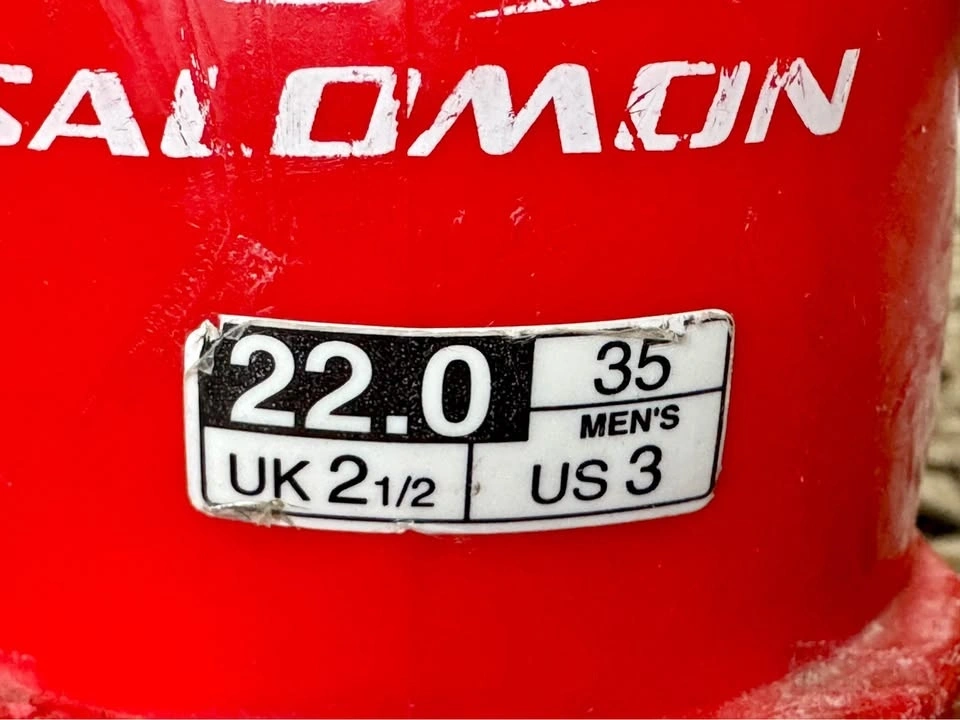 SALOMON
22.0
35
MEN'S
UK 2 1/2
US 3